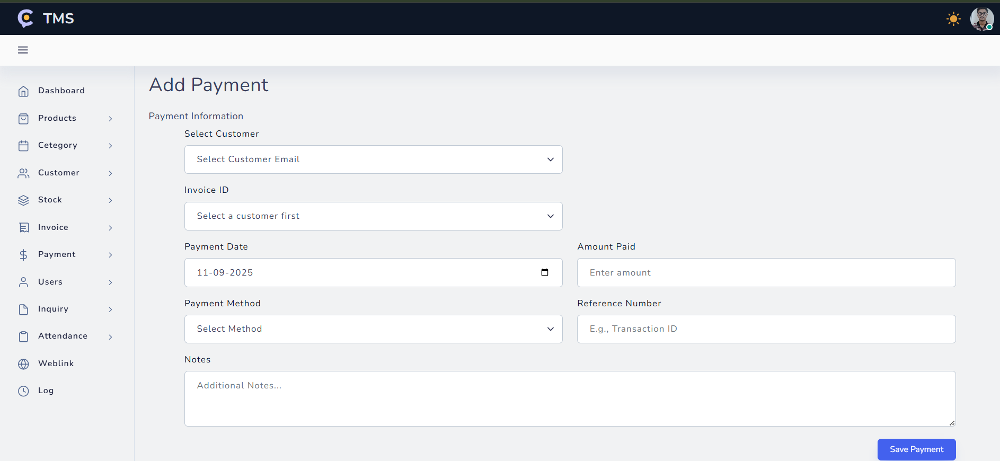 TMS
Dashboard
Products
Cetegory
Customer
Stock
Invoice
Payment
Users
Inquiry
Attendance
Weblink
Log
Add Payment
Payment Information
Select Customer
Select Customer Email
Invoice ID
Select a customer first
Payment Date
Amount Paid
11-09-2025
Enter amount
Payment Method
Reference Number
Select Method
E.g., Transaction ID
Notes
Additional Notes...
Save Payment